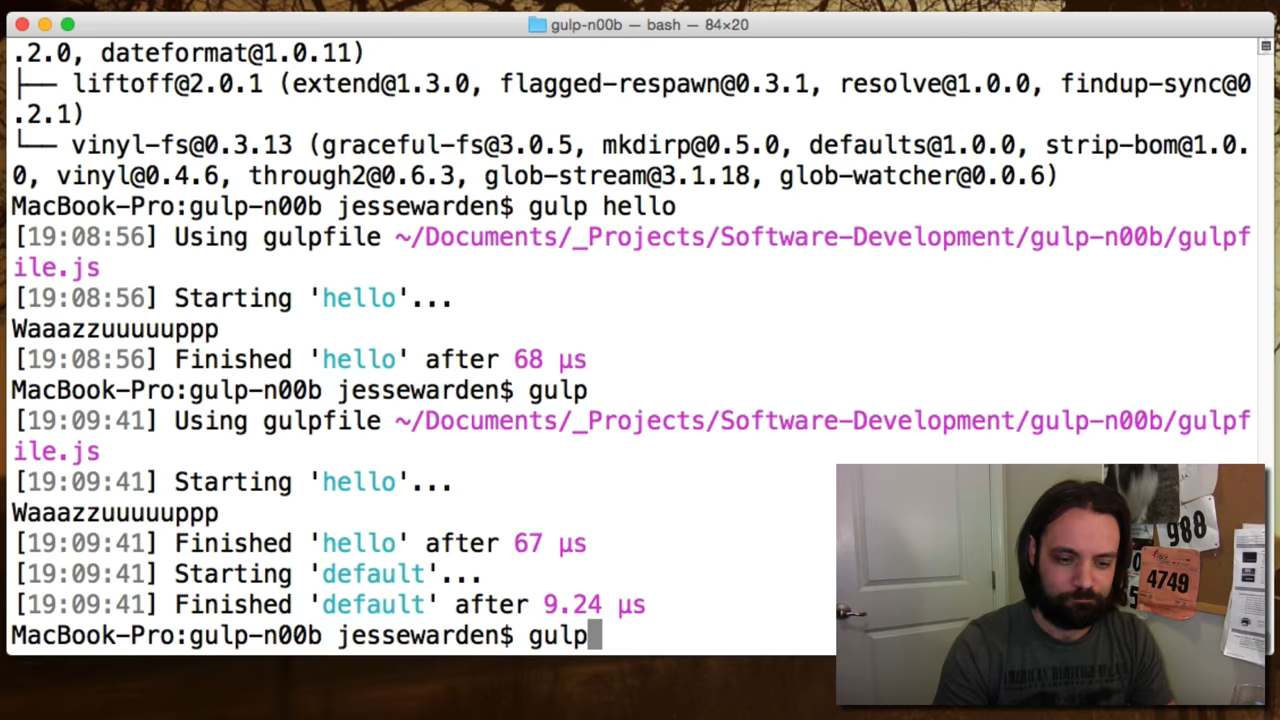 gulp-n00b — bash — 84×20
.2.0, dateformat@1.0.11)
├── liftoff@2.0.1 (extend@1.3.0, flagged-respawn@0.3.1, resolve@1.0.0, findup-sync@0
.2.1)
└── vinyl-fs@0.3.13 (graceful-fs@3.0.5, mkdirp@0.5.0, defaults@1.0.0, strip-bom@1.0.
0, vinyl@0.4.6, through2@0.6.3, glob-stream@3.1.18, glob-watcher@0.0.6)
MacBook-Pro:gulp-n00b jessewarden$ gulp hello
[19:08:56] Using gulpfile ~/Documents/_Projects/Software-Development/gulp-n00b/gulpf
ile.js
[19:08:56] Starting 'hello'...
Waaazzuuuuuppp
[19:08:56] Finished 'hello' after 68 μs
MacBook-Pro:gulp-n00b jessewarden$ gulp
[19:09:41] Using gulpfile ~/Documents/_Projects/Software-Development/gulp-n00b/gulpf
ile.js
[19:09:41] Starting 'hello'...
Waaazzuuuuuppp
[19:09:41] Finished 'hello' after 67 μs
[19:09:41] Starting 'default'...
[19:09:41] Finished 'default' after 9.24 μs
MacBook-Pro:gulp-n00b jessewarden$ gulp
988
4749
AMERICAN HERITAGE